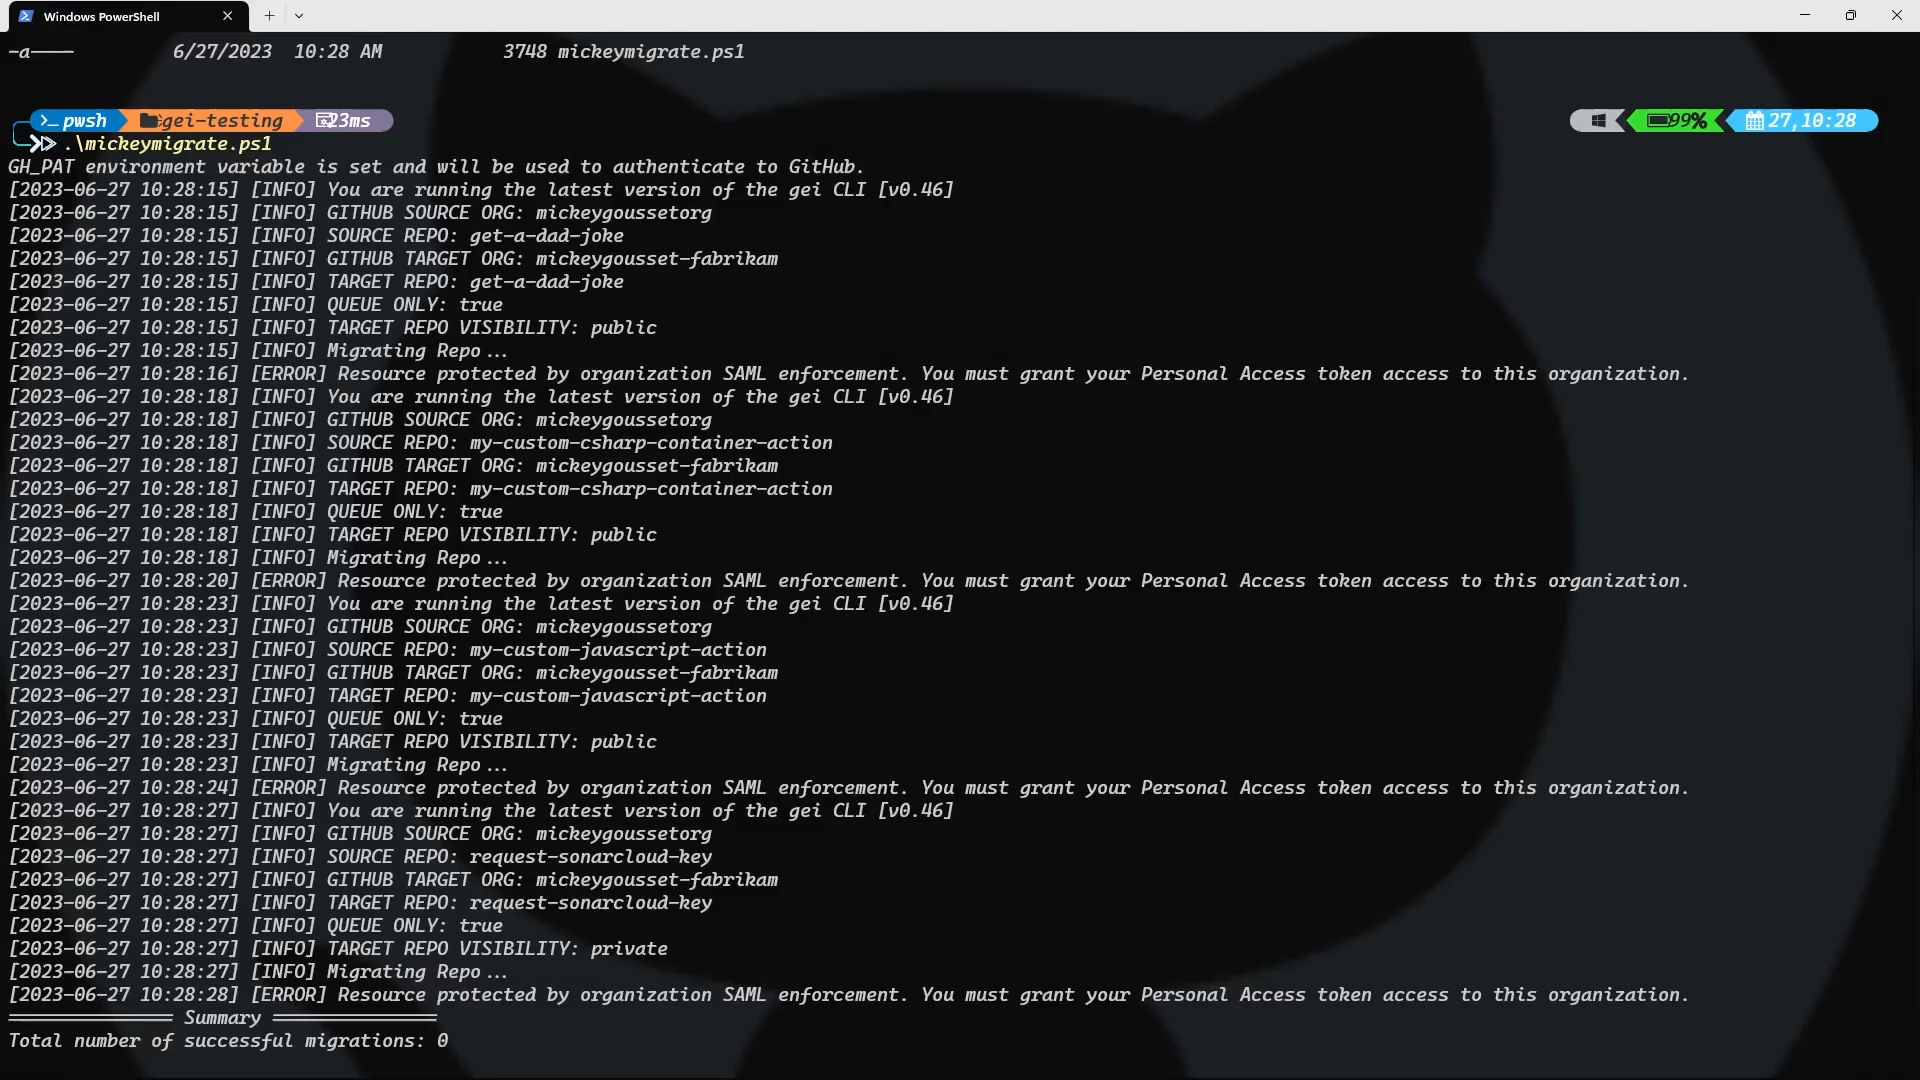 Windows PowerShell
-a---- 6/27/2023 10:28 AM 3748 mickeymigrate.ps1
>_ pwsh gei-testing 23ms 99% 27,10:28
.\mickeymigrate.ps1
GH_PAT environment variable is set and will be used to authenticate to GitHub.
[2023-06-27 10:28:15] [INFO] You are running the latest version of the gei CLI [v0.46]
[2023-06-27 10:28:15] [INFO] GITHUB SOURCE ORG: mickeygoussetorg
[2023-06-27 10:28:15] [INFO] SOURCE REPO: get-a-dad-joke
[2023-06-27 10:28:15] [INFO] GITHUB TARGET ORG: mickeygousset-fabrikam
[2023-06-27 10:28:15] [INFO] TARGET REPO: get-a-dad-joke
[2023-06-27 10:28:15] [INFO] QUEUE ONLY: true
[2023-06-27 10:28:15] [INFO] TARGET REPO VISIBILITY: public
[2023-06-27 10:28:15] [INFO] Migrating Repo...
[2023-06-27 10:28:16] [ERROR] Resource protected by organization SAML enforcement. You must grant your Personal Access token access to this organization.
[2023-06-27 10:28:18] [INFO] You are running the latest version of the gei CLI [v0.46]
[2023-06-27 10:28:18] [INFO] GITHUB SOURCE ORG: mickeygoussetorg
[2023-06-27 10:28:18] [INFO] SOURCE REPO: my-custom-csharp-container-action
[2023-06-27 10:28:18] [INFO] GITHUB TARGET ORG: mickeygousset-fabrikam
[2023-06-27 10:28:18] [INFO] TARGET REPO: my-custom-csharp-container-action
[2023-06-27 10:28:18] [INFO] QUEUE ONLY: true
[2023-06-27 10:28:18] [INFO] TARGET REPO VISIBILITY: public
[2023-06-27 10:28:18] [INFO] Migrating Repo...
[2023-06-27 10:28:20] [ERROR] Resource protected by organization SAML enforcement. You must grant your Personal Access token access to this organization.
[2023-06-27 10:28:23] [INFO] You are running the latest version of the gei CLI [v0.46]
[2023-06-27 10:28:23] [INFO] GITHUB SOURCE ORG: mickeygoussetorg
[2023-06-27 10:28:23] [INFO] SOURCE REPO: my-custom-javascript-action
[2023-06-27 10:28:23] [INFO] GITHUB TARGET ORG: mickeygousset-fabrikam
[2023-06-27 10:28:23] [INFO] TARGET REPO: my-custom-javascript-action
[2023-06-27 10:28:23] [INFO] QUEUE ONLY: true
[2023-06-27 10:28:23] [INFO] TARGET REPO VISIBILITY: public
[2023-06-27 10:28:23] [INFO] Migrating Repo...
[2023-06-27 10:28:24] [ERROR] Resource protected by organization SAML enforcement. You must grant your Personal Access token access to this organization.
[2023-06-27 10:28:27] [INFO] You are running the latest version of the gei CLI [v0.46]
[2023-06-27 10:28:27] [INFO] GITHUB SOURCE ORG: mickeygoussetorg
[2023-06-27 10:28:27] [INFO] SOURCE REPO: request-sonarcloud-key
[2023-06-27 10:28:27] [INFO] GITHUB TARGET ORG: mickeygousset-fabrikam
[2023-06-27 10:28:27] [INFO] TARGET REPO: request-sonarcloud-key
[2023-06-27 10:28:27] [INFO] QUEUE ONLY: true
[2023-06-27 10:28:27] [INFO] TARGET REPO VISIBILITY: private
[2023-06-27 10:28:27] [INFO] Migrating Repo...
[2023-06-27 10:28:28] [ERROR] Resource protected by organization SAML enforcement. You must grant your Personal Access token access to this organization.
=============== Summary ===============
Total number of successful migrations: 0